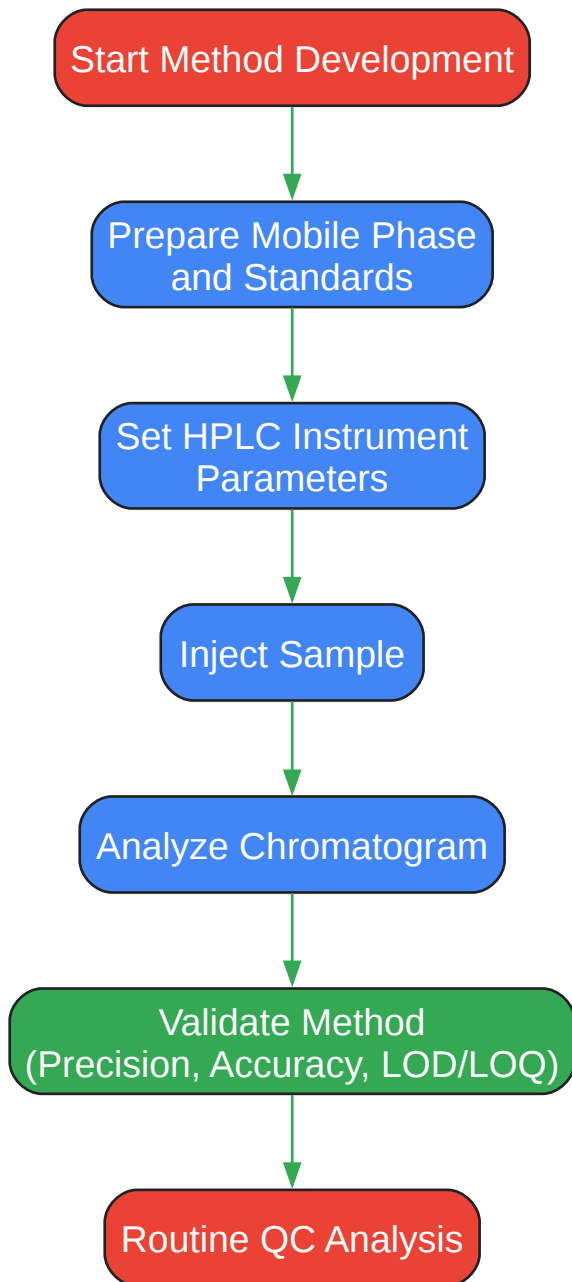 Start Method Development
Prepare Mobile Phase
and Standards
Set HPLC Instrument
Parameters
Inject Sample
Analyze Chromatogram
Validate Method
(Precision, Accuracy, LOD/LOQ)
Routine QC Analysis